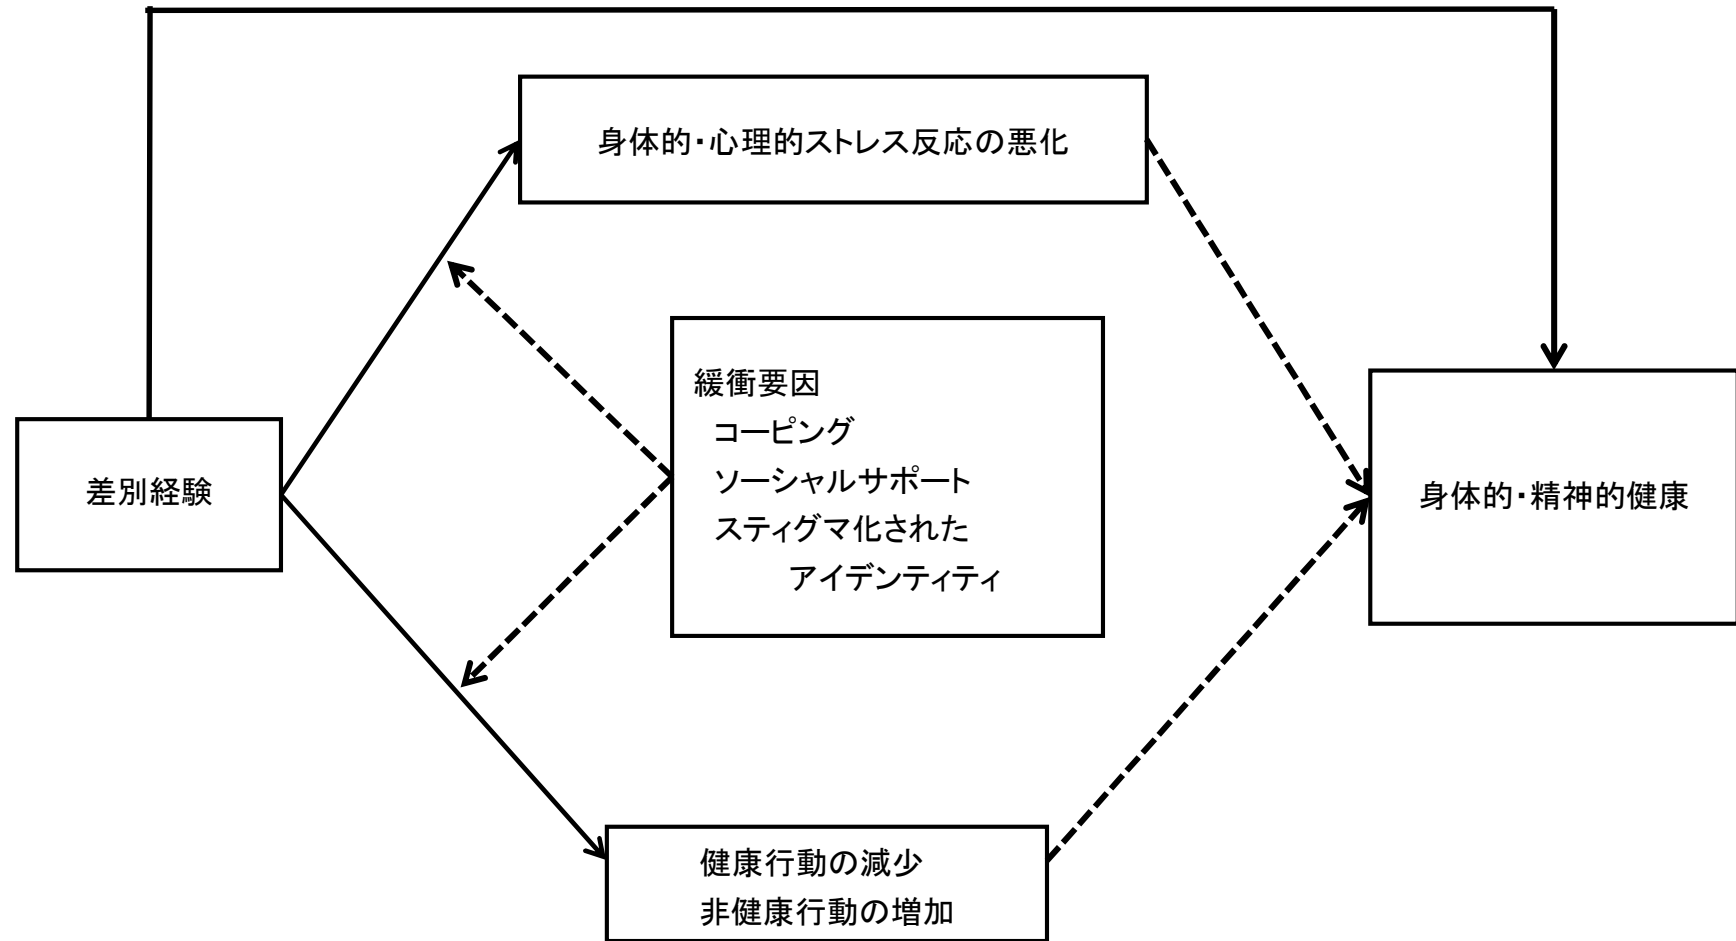 身体的・心理的ストレス反応の悪化
緩衝要因
コーピング
ソーシャルサポート
スティグマ化された
アイデンティティ
差別経験
身体的・精神的健康
健康行動の減少
非健康行動の増加